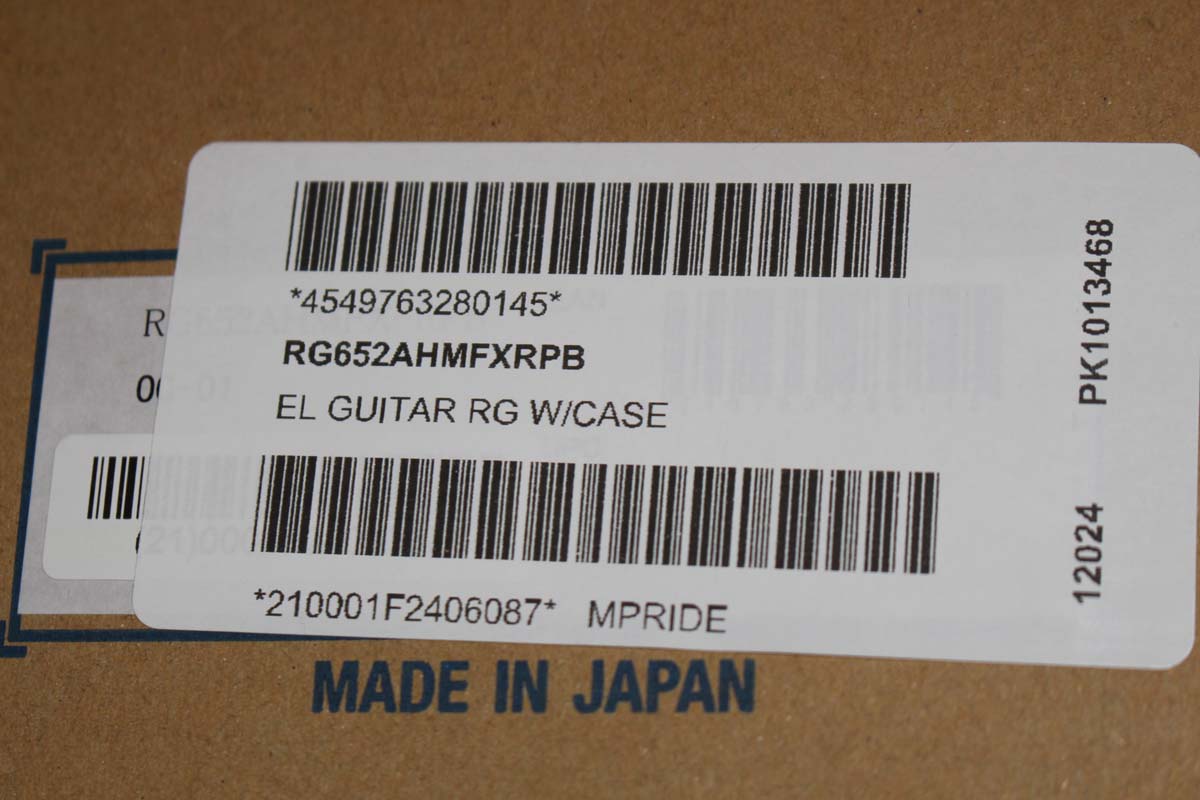 *4549763280145*
RG652AHMFXRPB
EL GUITAR RG W/CASE
*210001F2406087* MPRIDE
12024 PK1013468
MADE IN JAPAN